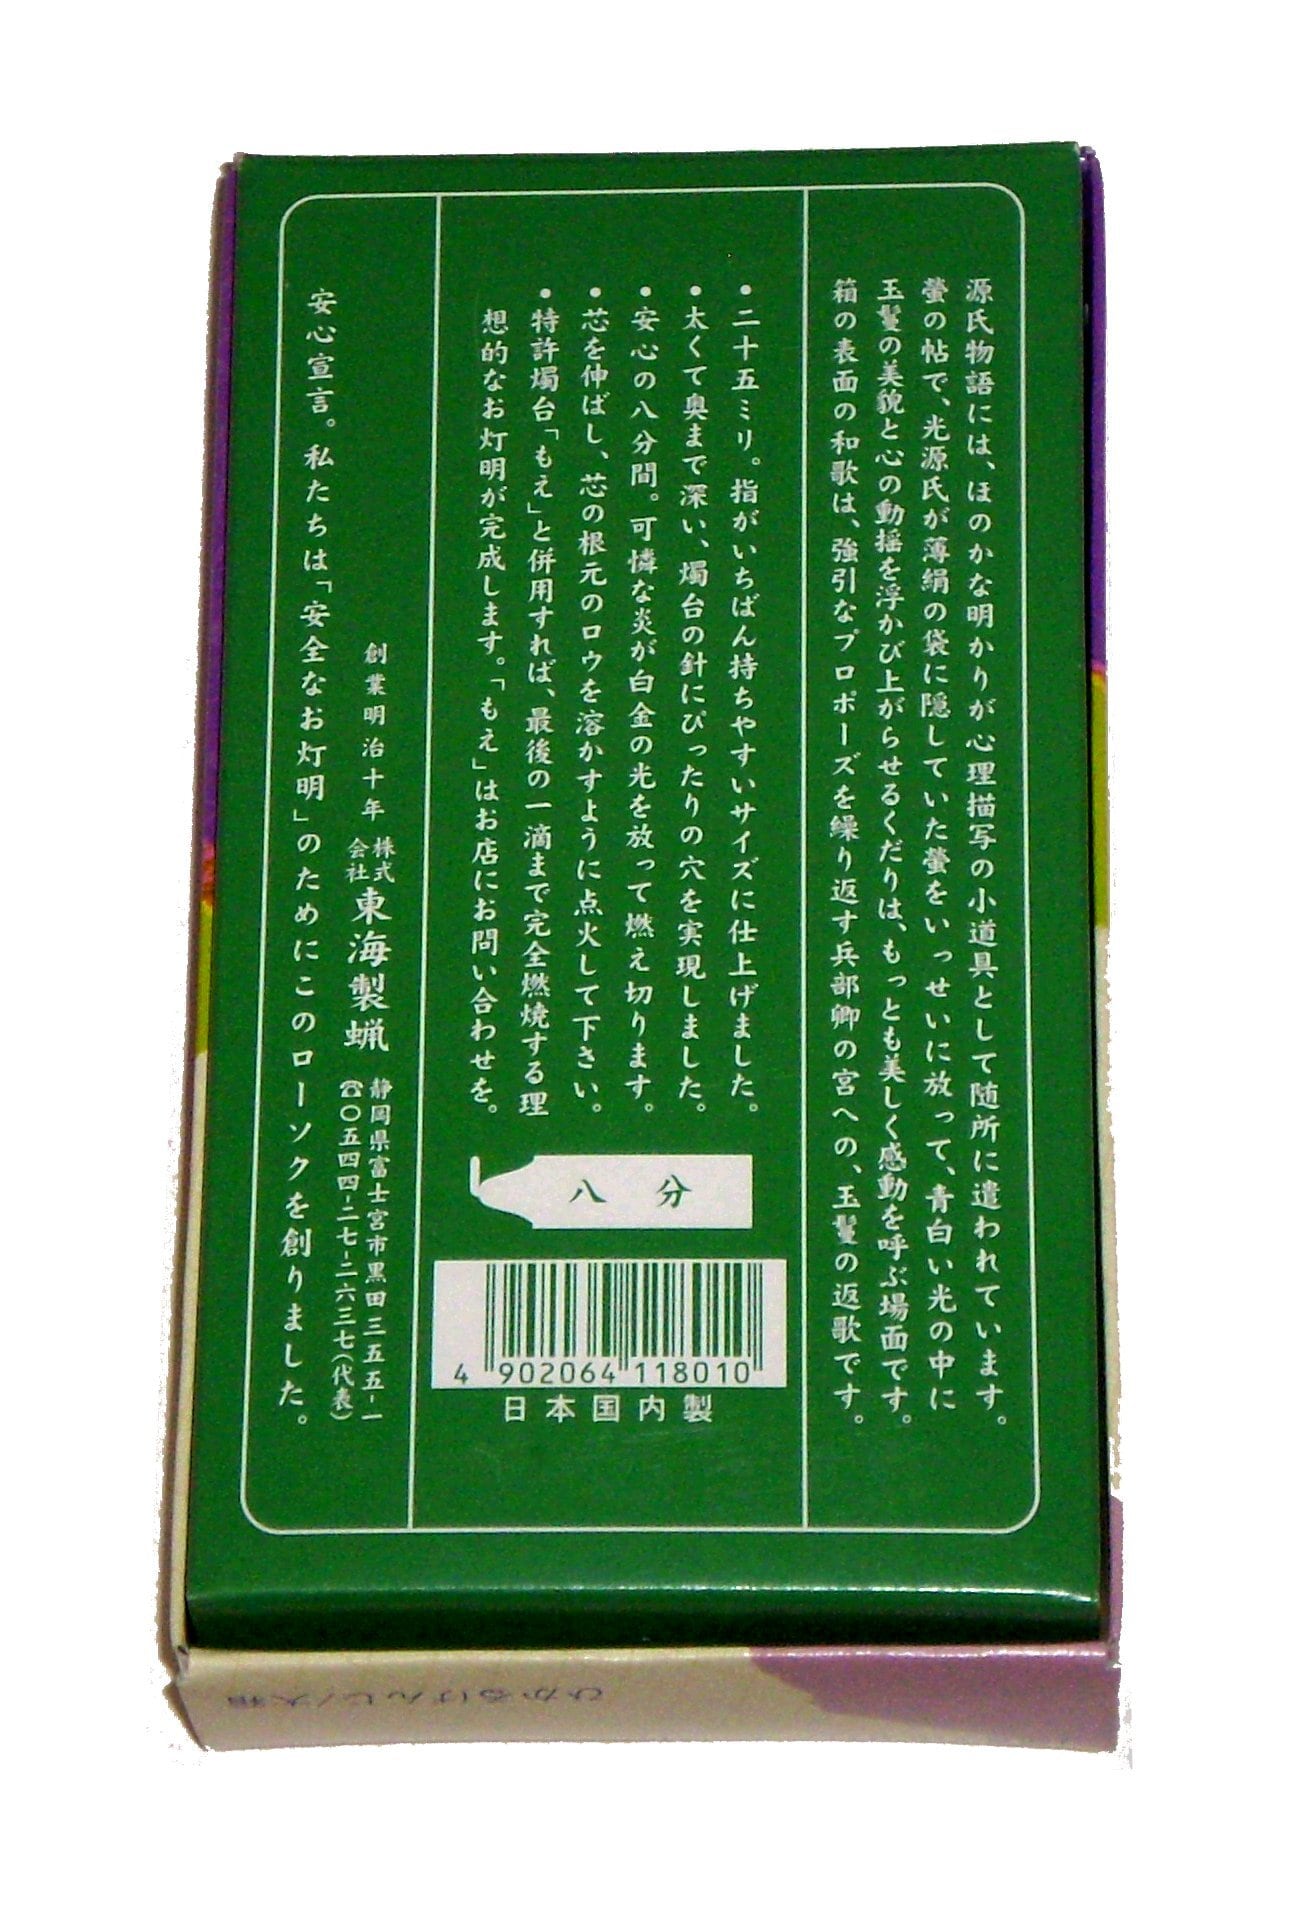 源氏物語には、ほのかな明かりが心理描写の小道具として随所に遣われています。
螢の帖で、光源氏が薄絹の袋に隠していた螢をいっせいに放って、青白い光の中に
玉鬘の美貌と心の動揺を浮かび上がらせるくだりは、もっとも美しく感動を呼ぶ場面です。
箱の表面の和歌は、強引なプロポーズを繰り返す兵部卿の宮への、玉鬘の返歌です。
・二十五ミリ。指がいちばん持ちやすいサイズに仕上げました。
・太くて奥まで深い、燭台の針にぴったりの穴を実現しました。
・安心の八分間。可憐な炎が白金の光を放って燃え切ります。
・芯を伸ばし、芯の根元のロウを溶かすように点火して下さい。
・特許燭台「もえ」と併用すれば、最後の一滴まで完全燃焼する理
想的なお灯明が完成します。「もえ」はお店にお問い合わせを。
八分
4 902064 118010
日本国内製
創業明治十年 株式会社 東海製蝋
静岡県富士宮市黒田三五五-一
☎〇五四四-二七-二六三七(代表)
安心宣言。私たちは「安全なお灯明」のためにこのローソクを創りました。
ひかるげんじ/大箱